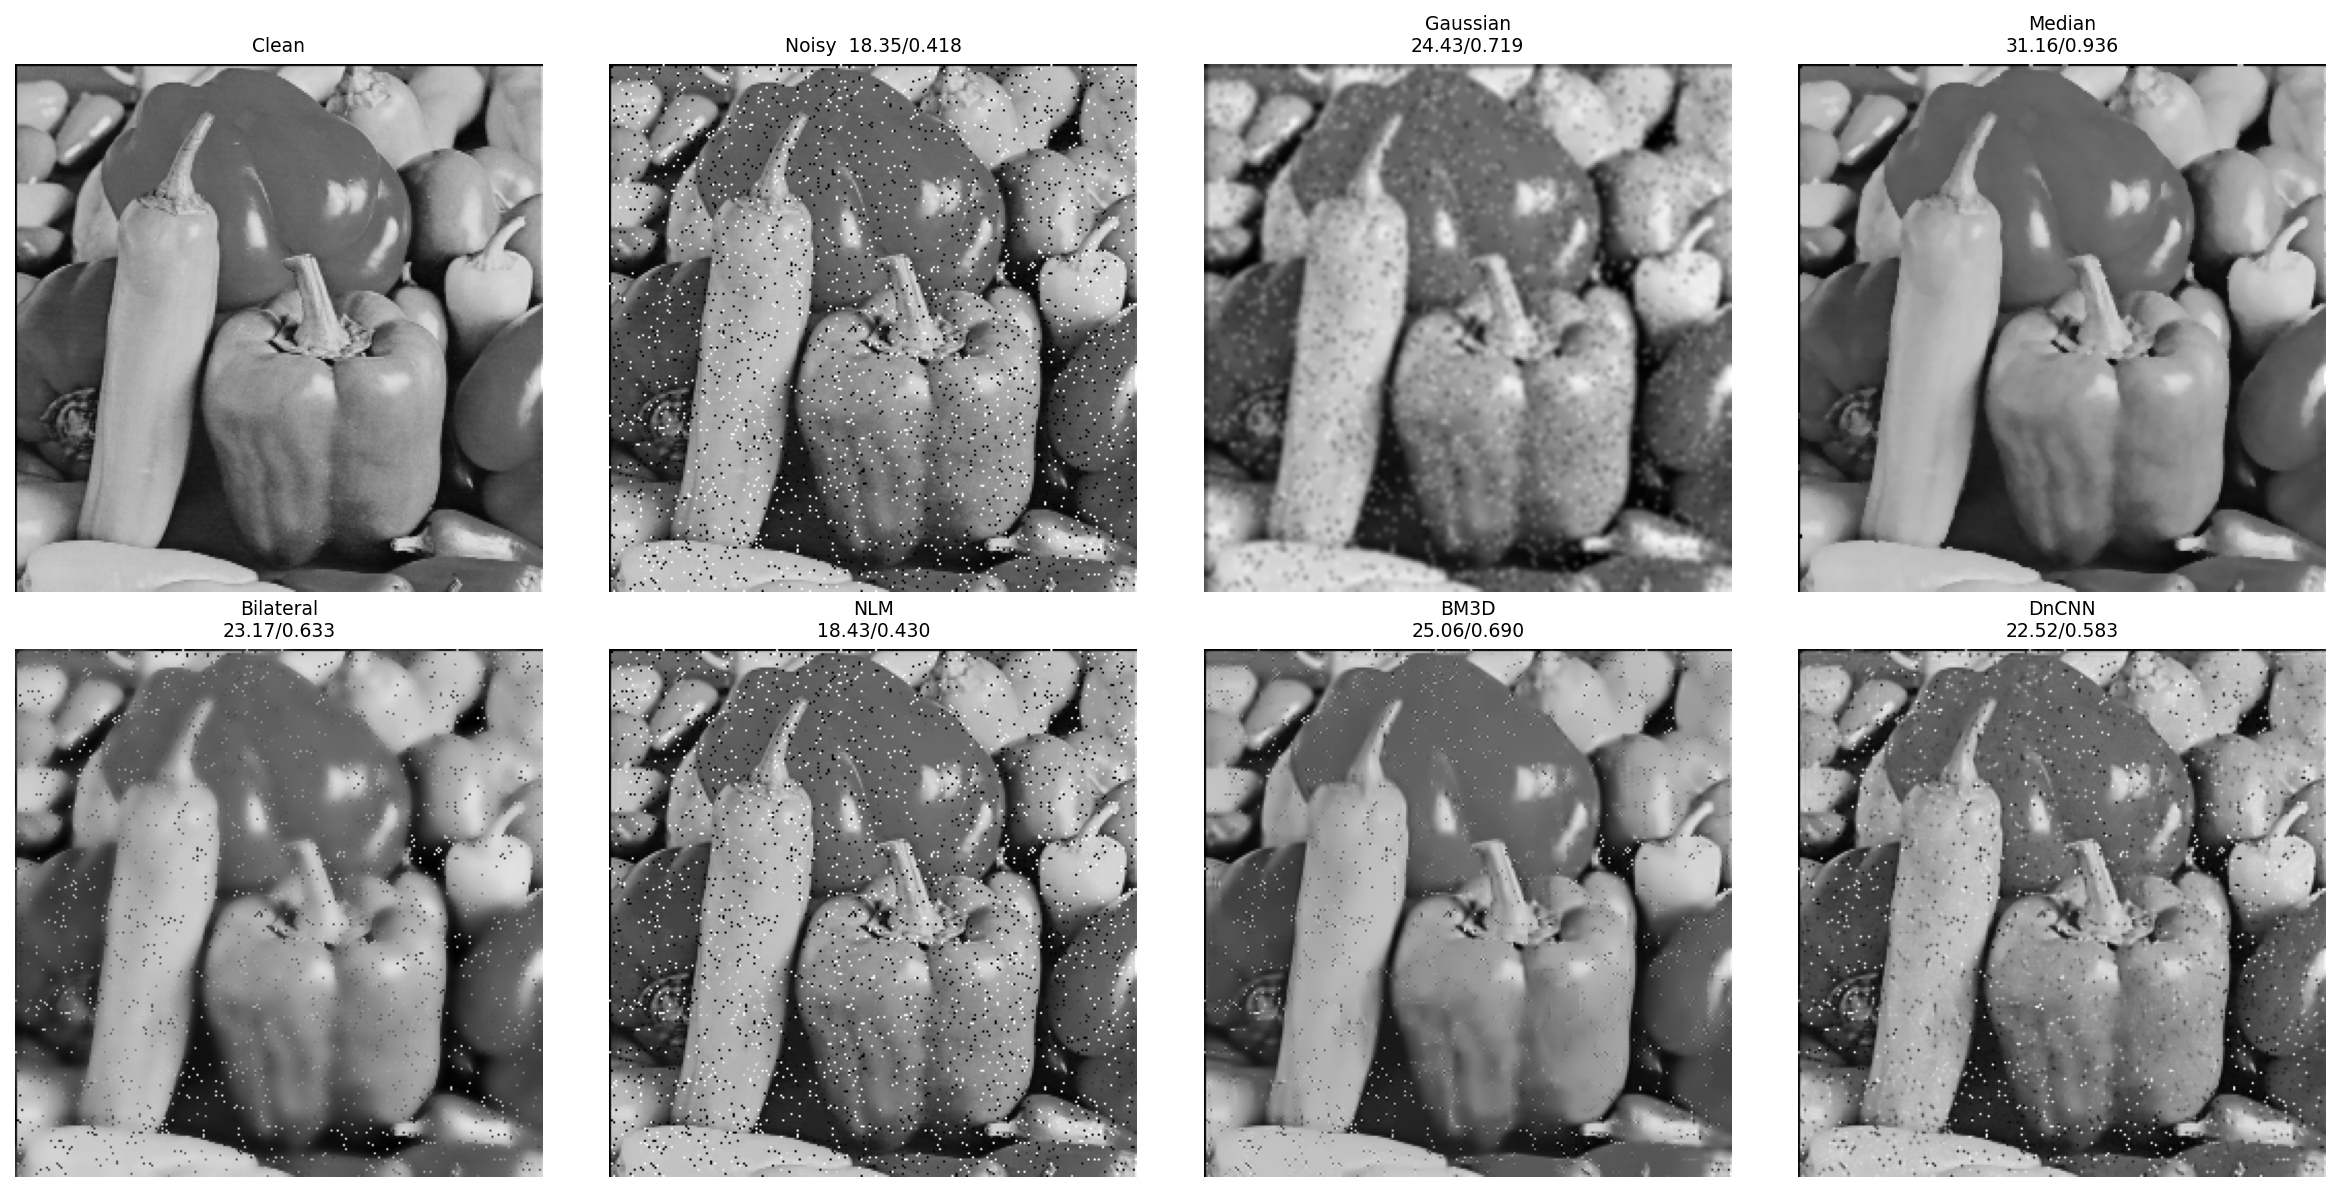 Clean
Noisy  18.35/0.418
Gaussian
24.43/0.719
Median
31.16/0.936
Bilateral
23.17/0.633
NLM
18.43/0.430
BM3D
25.06/0.690
DnCNN
22.52/0.583